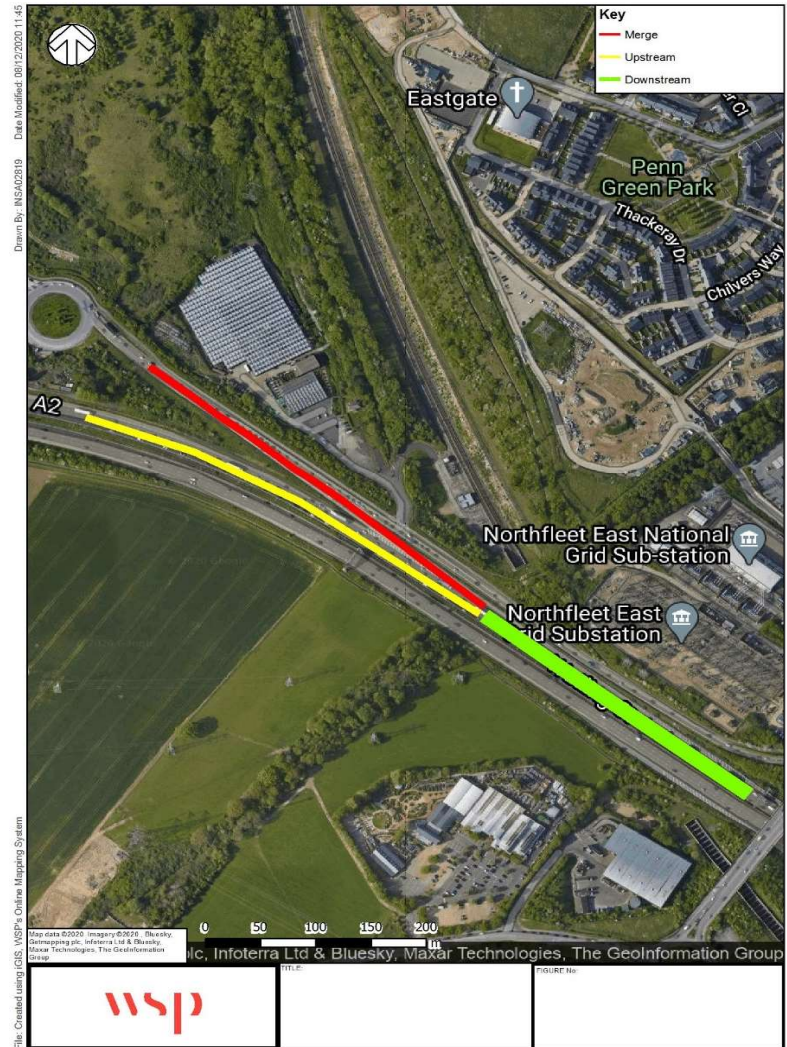 Date Modified: 08/12/2020 11:45
Drawn By: INSA02819
File: Created using iGIS, WSP's Online Mapping System
Key
Merge
Upstream
Downstream
Eastgate
Penn
Green Park
Thackeray Dr
Chilvers Way
A2
Northfleet East National
Grid Sub-station
Northfleet East
Grid Substation
0 50 100 150 200
m
Map data ©2020 Imagery ©2020 , Bluesky,
Getmapping plc, Infoterra Ltd & Bluesky,
Maxar Technologies, The GeoInformation
Group
plc, Infoterra Ltd & Bluesky, Maxar Technologies, The GeoInformation Group
wsp
TITLE:
FIGURE No: